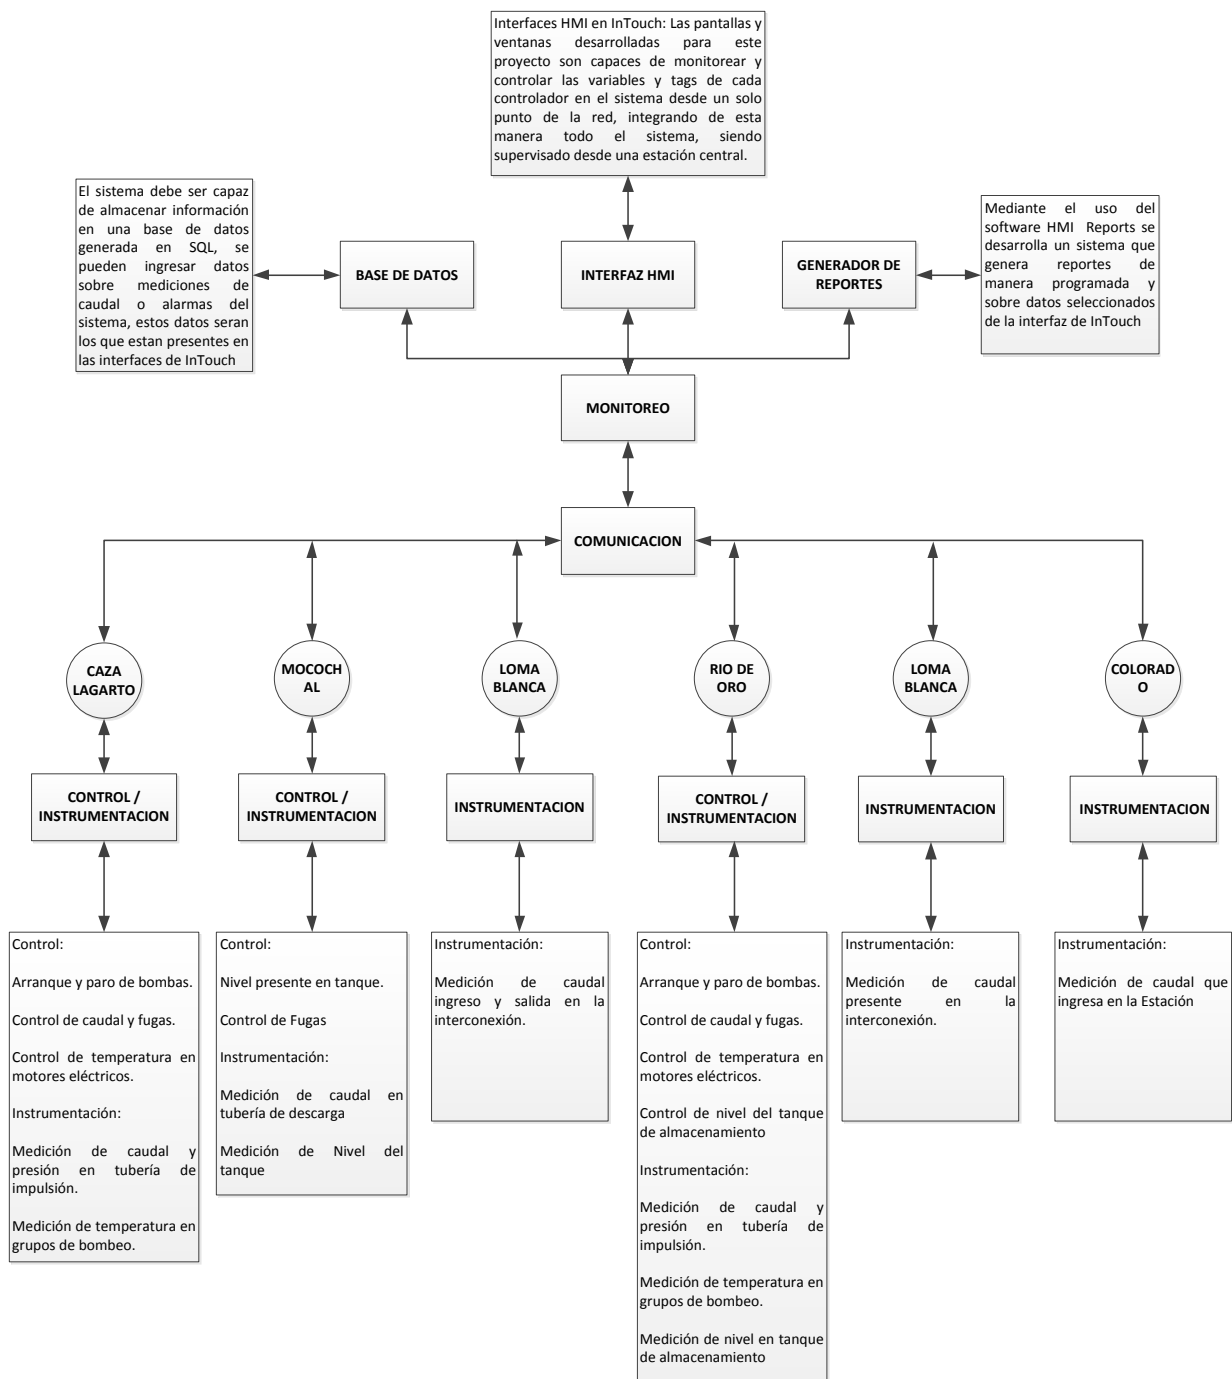 Interfaces HMI en InTouch: Las pantallas y
ventanas desarrolladas para este
proyecto son capaces de monitorear y
controlar las variables y tags de cada
controlador en el sistema desde un solo
punto de la red, integrando de esta
manera todo el sistema, siendo
supervisado desde una estación central.
El sistema debe ser capaz
de almacenar información
en una base de datos
generada en SQL, se
pueden ingresar datos
sobre mediciones de
caudal o alarmas del
sistema, estos datos seran
los que estan presentes en
las interfaces de InTouch
BASE DE DATOS
INTERFAZ HMI
GENERADOR DE
REPORTES
Mediante el uso del
software HMI Reports se
desarrolla un sistema que
genera reportes de
manera programada y
sobre datos seleccionados
de la interfaz de InTouch
MONITOREO
COMUNICACION
CAZA
LAGARTO
MOCOCH
AL
LOMA
BLANCA
RIO DE
ORO
LOMA
BLANCA
COLORAD
O
CONTROL /
INSTRUMENTACION
CONTROL /
INSTRUMENTACION
INSTRUMENTACION
CONTROL /
INSTRUMENTACION
INSTRUMENTACION
INSTRUMENTACION
Control:
Arranque y paro de bombas.
Control de caudal y fugas.
Control de temperatura en
motores eléctricos.
Instrumentación:
Medición de caudal y
presión en tubería de
impulsión.
Medición de temperatura en
grupos de bombeo.
Control:
Nivel presente en tanque.
Control de Fugas
Instrumentación:
Medición de caudal en
tubería de descarga
Medición de Nivel del
tanque
Instrumentación:
Medición de caudal
ingreso y salida en la
interconexión.
Control:
Arranque y paro de bombas.
Control de caudal y fugas.
Control de temperatura en
motores eléctricos.
Control de nivel del tanque
de almacenamiento
Instrumentación:
Medición de caudal y
presión en tubería de
impulsión.
Medición de temperatura en
grupos de bombeo.
Medición de nivel en tanque
de almacenamiento
Instrumentación:
Medición de caudal
presente en la
interconexión.
Instrumentación:
Medición de caudal que
ingresa en la Estación